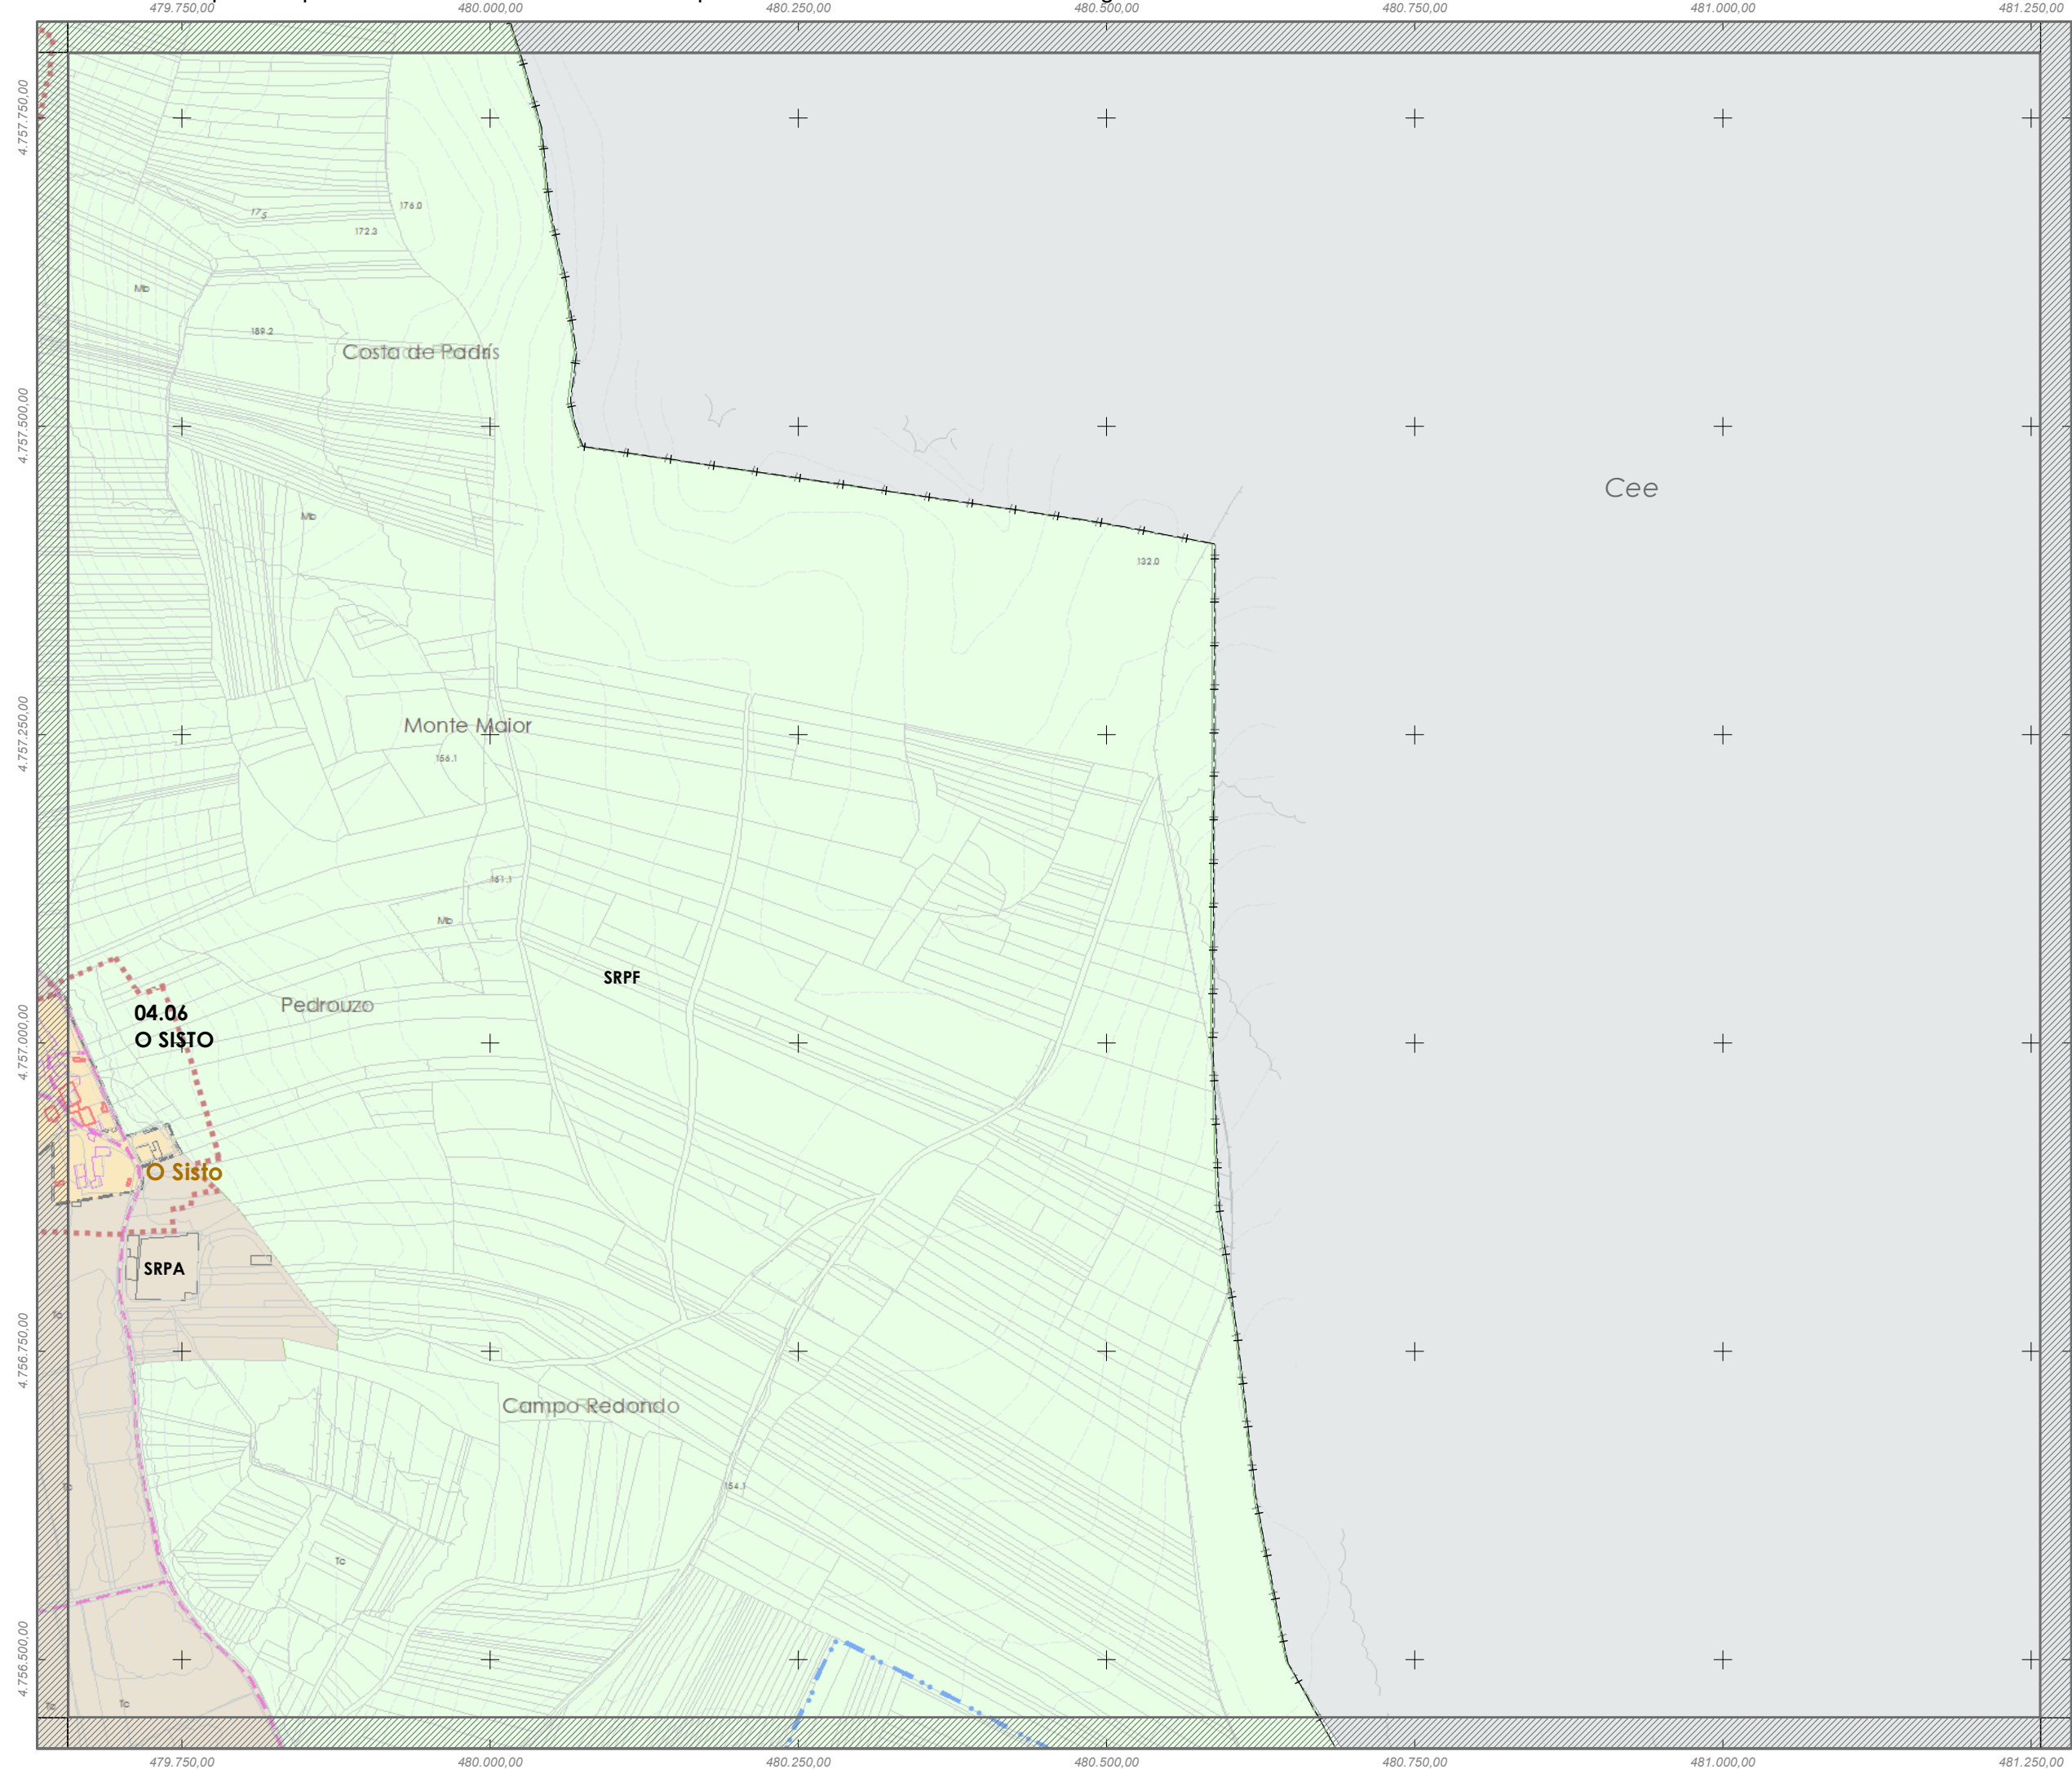 479.750,00 480.000,00 480.250,00 480.500,00 480.750,00 481.000,00 481.250,00
4.757.750,00
176.0
175
172.3
Mb
189.2
Costa de Padrís
4.757.500,00
Cee
Mb
132.0
4.757.250,00
Monte Maior
156.1
161.1
Mb
SRPF
4.757.000,00
Pedrouzo
04.06
O SISTO
O Sisto
SRPA
Tc
4.756.750,00
Campo Redondo
Tc
154.1
Tc
4.756.500,00
Tc
Tc
479.750,00 480.000,00 480.250,00 480.500,00 480.750,00 481.000,00 481.250,00